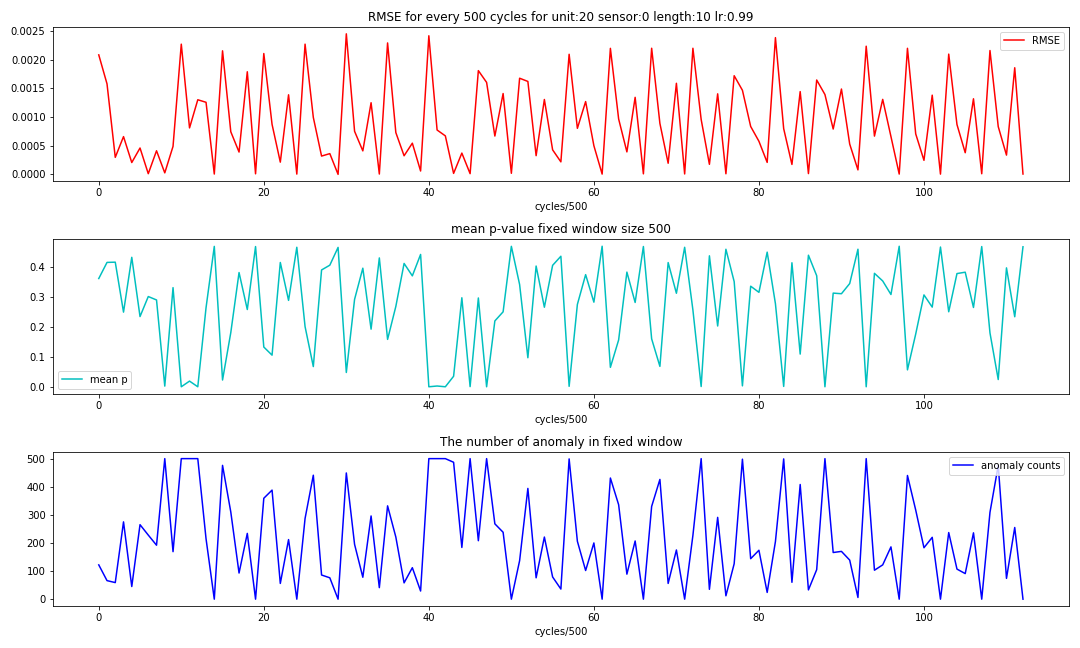 RMSE for every 500 cycles for unit:20 sensor:0 length:10 lr:0.99
0.0025
0.0020
0.0015
0.0010
0.0005
0.0000
RMSE
0 20 40 60 80 100
cycles/500
mean p-value fixed window size 500
0.4
0.3
0.2
0.1
0.0
mean p
0 20 40 60 80 100
cycles/500
The number of anomaly in fixed window
500
400
300
200
100
0
anomaly counts
0 20 40 60 80 100
cycles/500